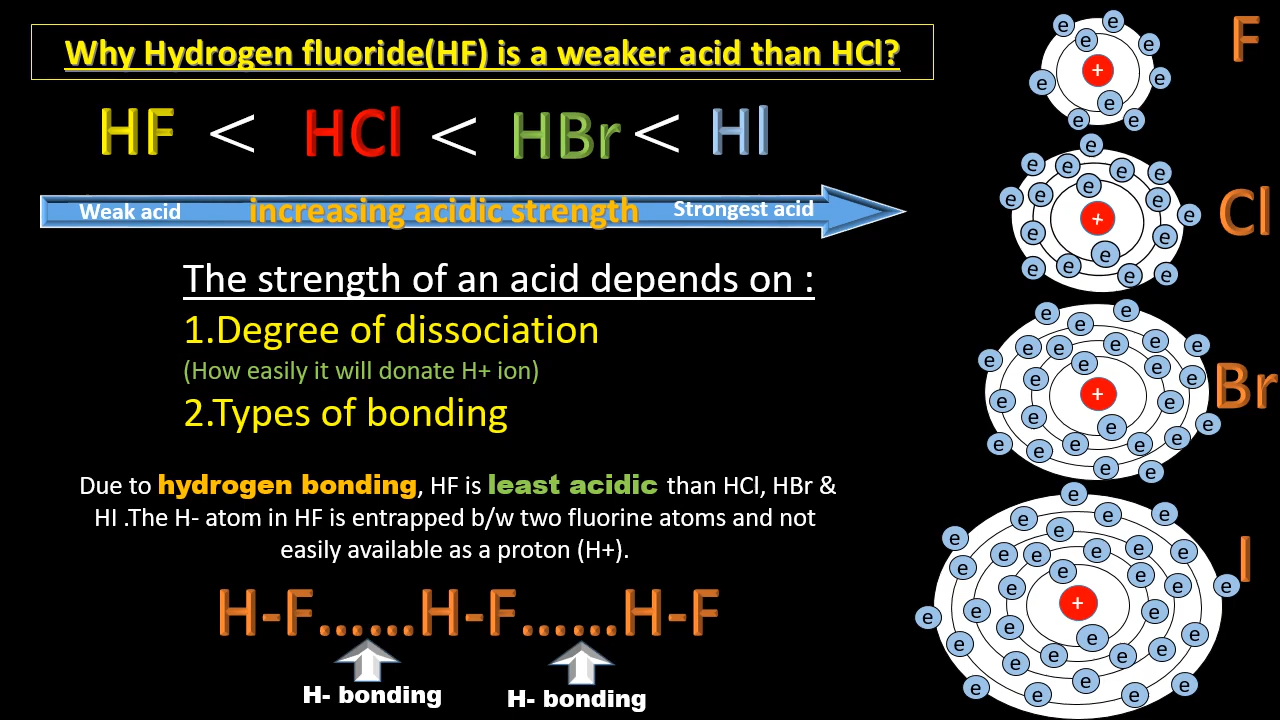 Why Hydrogen fluoride(HF) is a weaker acid than HCl?
HF < HCl < HBr < HI
Weak acid increasing acidic strength Strongest acid
The strength of an acid depends on :
1.Degree of dissociation
(How easily it will donate H+ ion)
2.Types of bonding
Due to hydrogen bonding, HF is least acidic than HCl, HBr &
HI .The H- atom in HF is entrapped b/w two fluorine atoms and not
easily available as a proton (H+).
H-F......H-F......H-F
H- bonding H- bonding
e e e e e e e e e + F
e e e e e e e e e e e e e e e e e + Cl
e e e e e e e e e e e e e e e e e e e e e e e e e e + Br
e e e e e e e e e e e e e e e e e e e e e e e e e e e e e e e e + I